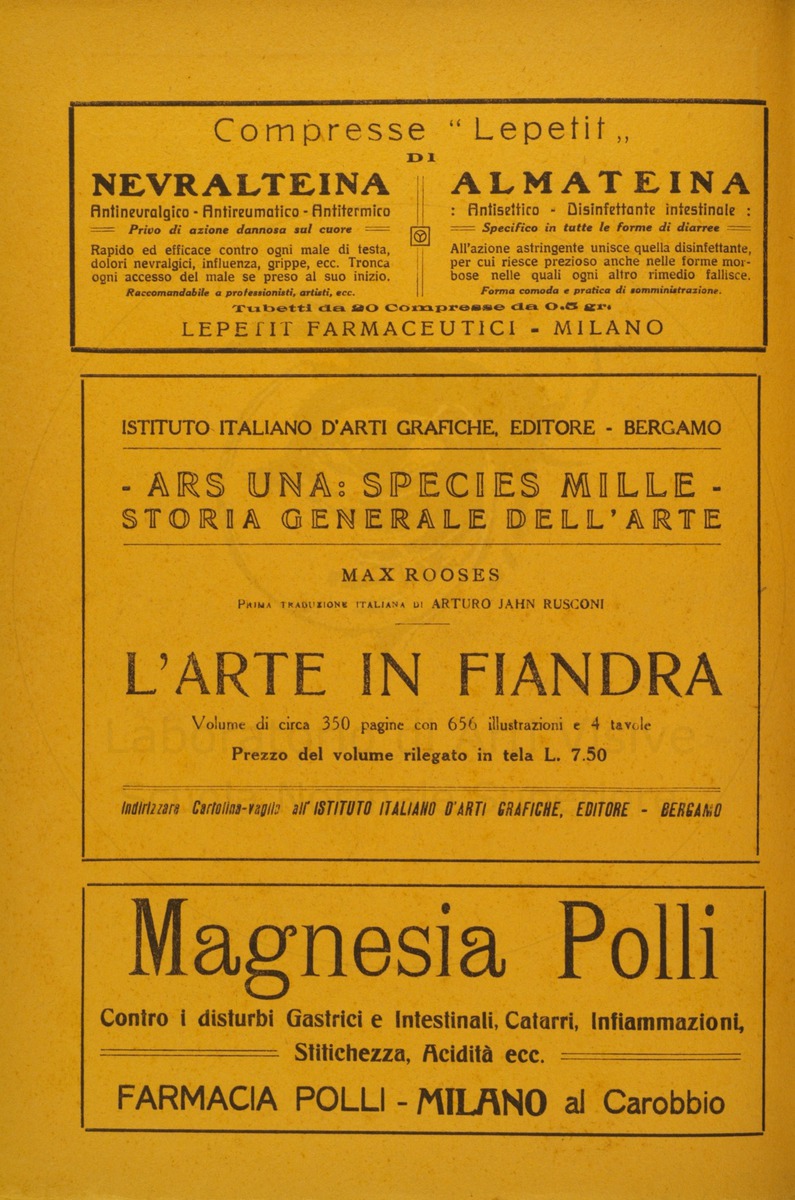 Compresse “ Lepetit „
DI
NEVRALTEINA
Antineuralgico - Antireumatico - Antitermico
Privo di azione dannosa sul cuore
Rapido ed efficace contro ogni male di testa,
dolori nevralgici, influenza, grippe, ecc. Tronca
ogni accesso del male se preso al suo inizio.
Raccomandabile a professionisti, artisti, ecc.
ALMATEINA
: Antisettico - Disinfettante intestinale :
Specifico in tutte le forme di diarree
All'azione astringente unisce quella disinfettante,
per cui riesce prezioso anche nelle forme mor-
bose nelle quali ogni altro rimedio fallisce.
Forma comoda e pratica di somministrazione.
Tubetti da 20 Compresse da 0.5 gr.
LEPETIT FARMACEUTICI - MILANO
ISTITUTO ITALIANO D'ARTI GRAFICHE, EDITORE - BERGAMO
- ARS UNA: SPECIES MILLE -
STORIA GENERALE DELL'ARTE
MAX ROOSES
PRIMA TRADUZIONE ITALIANA DI ARTURO JAHN RUSCONI
L'ARTE IN FIANDRA
Volume di circa 350 pagine con 656 illustrazioni e 4 tavole
Prezzo del volume rilegato in tela L. 7.50
Indirizzare Cartolina-vaglia all'ISTITUTO ITALIANO D'ARTI GRAFICHE, EDITORE - BERGAMO
Magnesia Polli
Contro i disturbi Gastrici e Intestinali, Catarri, Infiammazioni,
Stitichezza, Acidità ecc.
FARMACIA POLLI - MILANO al Carobbio